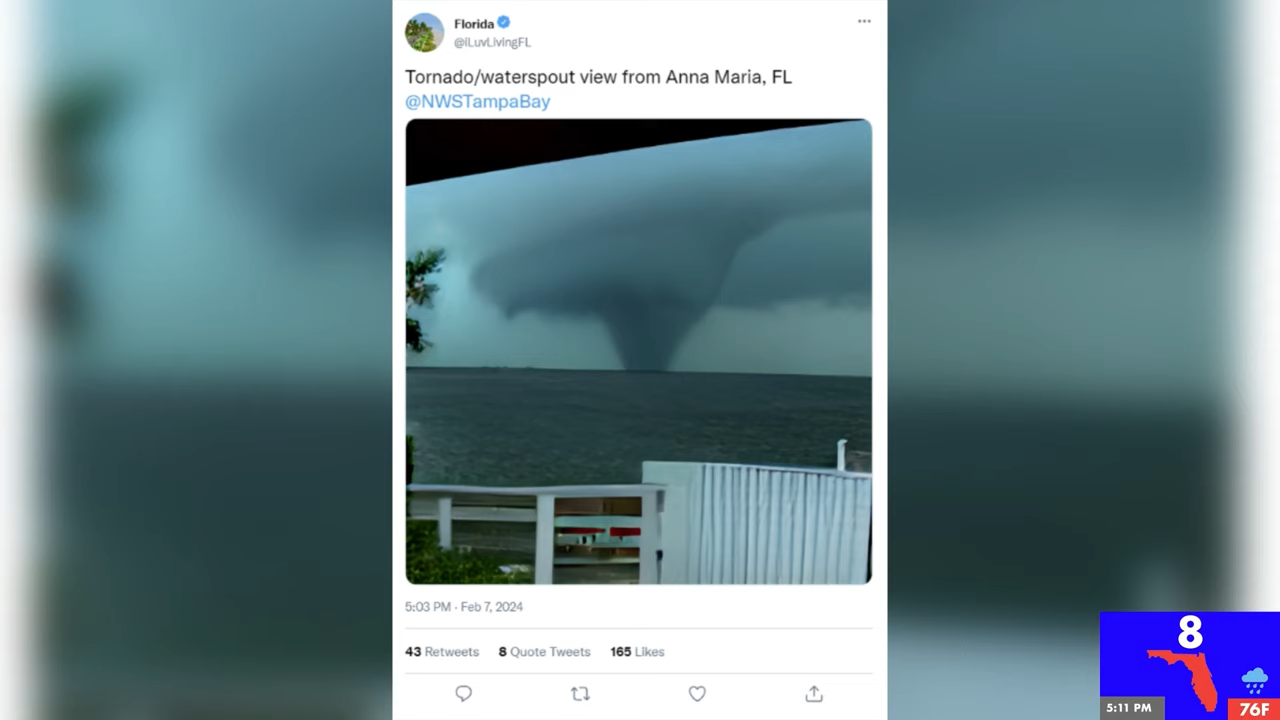 Florida
@iLuvLivingFL
Tornado/waterspout view from Anna Maria, FL
@NWSTampaBay
5:03 PM · Feb 7, 2024
43 Retweets 8 Quote Tweets 165 Likes
8
5:11 PM
76F